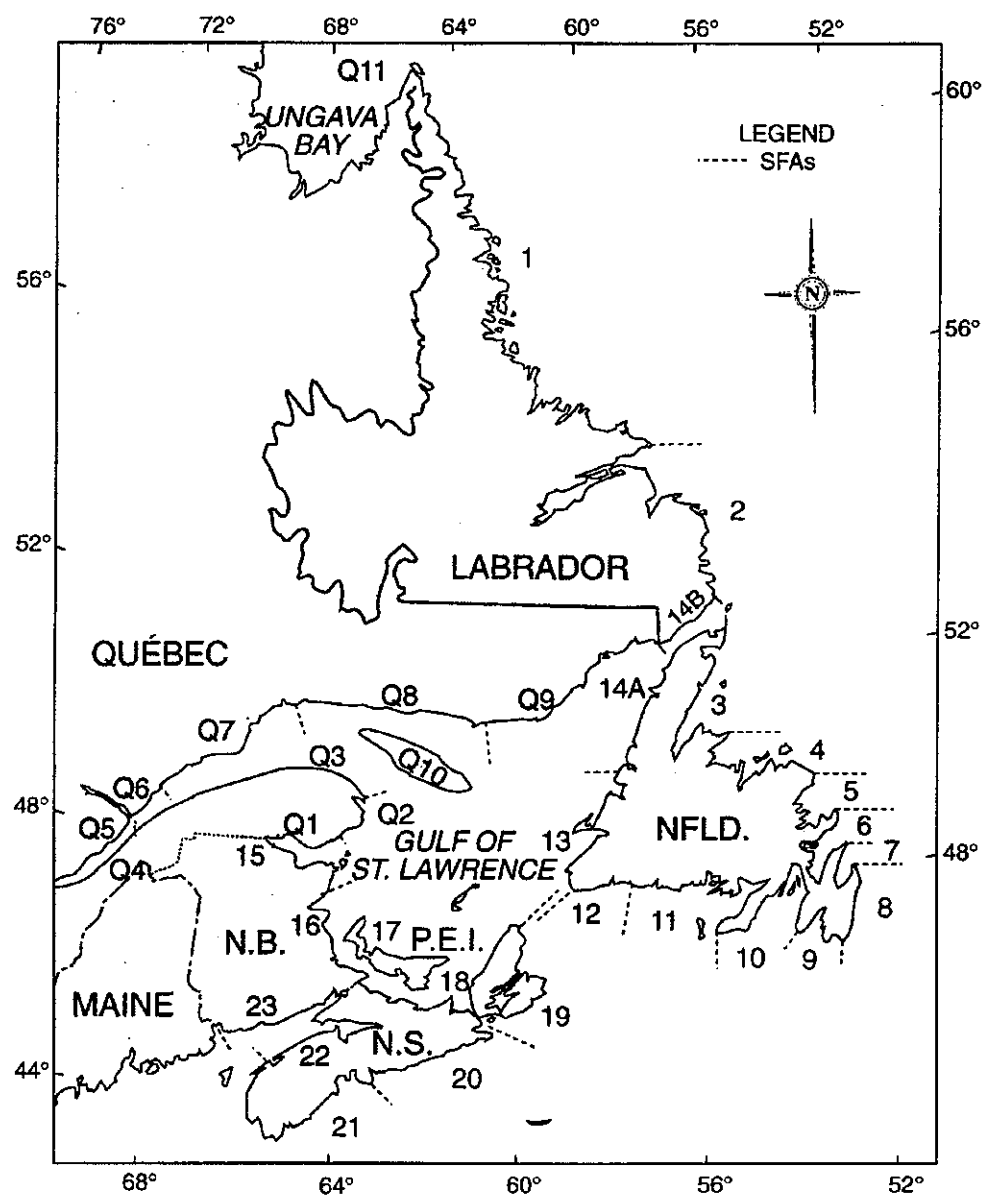 76° 72° 68° 64° 60° 56° 52°
Q11
60°
UNGAVA
BAY
LEGEND
SFAs
1
N
56°
56°
2
52°
LABRADOR
14B
52°
QUÉBEC
14A
Q8
Q9
3
Q7
Q3
Q10
4
Q6
5
48°
Q5
Q2
Q1
NFLD.
6
GULF OF
ST. LAWRENCE
13
15
7
48°
Q4
12
11
8
16
17
N.B.
P.E.I.
10
9
18
MAINE
23
19
N.S.
22
20
44°
21
68° 64° 60° 56° 52°